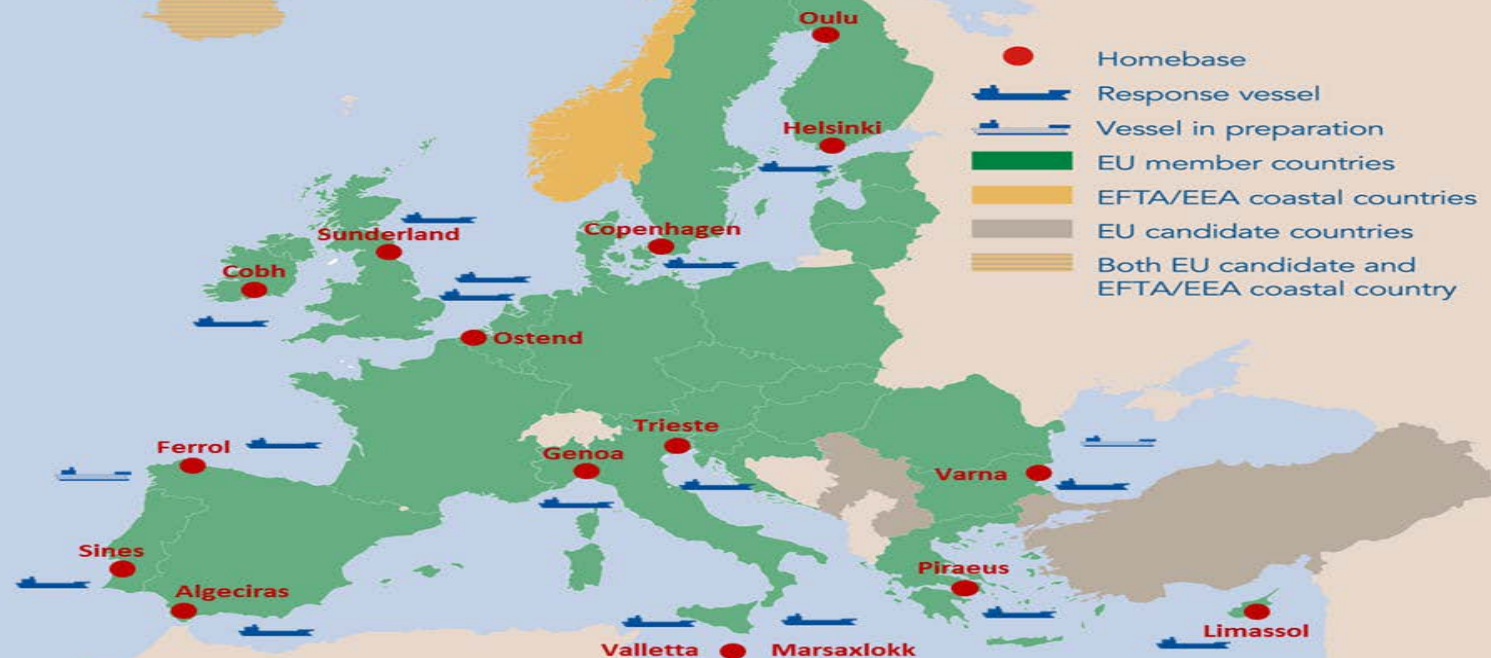 Oulu
Homebase
Response vessel
Helsinki
Vessel in preparation
EU member countries
EFTA/EEA coastal countries
Sunderland
Copenhagen
EU candidate countries
Cobh
Both EU candidate and
EFTA/EEA coastal country
Ostend
Trieste
Ferrol
Genoa
Varna
Sines
Piraeus
Algeciras
Limassol
Valletta
Marsaxlokk